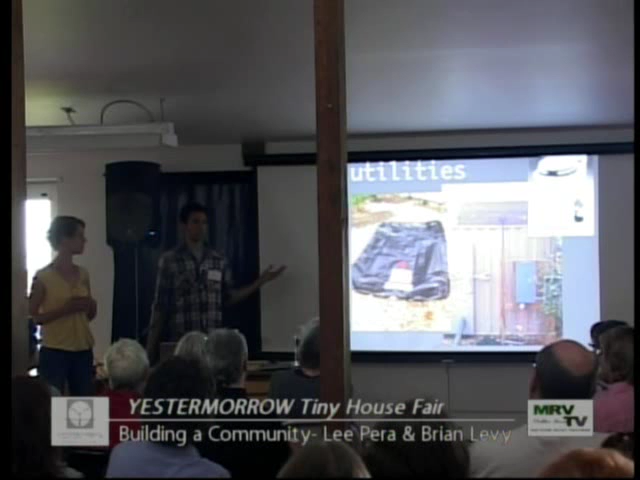 utilities
YESTERMORROW Tiny House Fair
Building a Community- Lee Pera & Brian Levy
MRV
TV